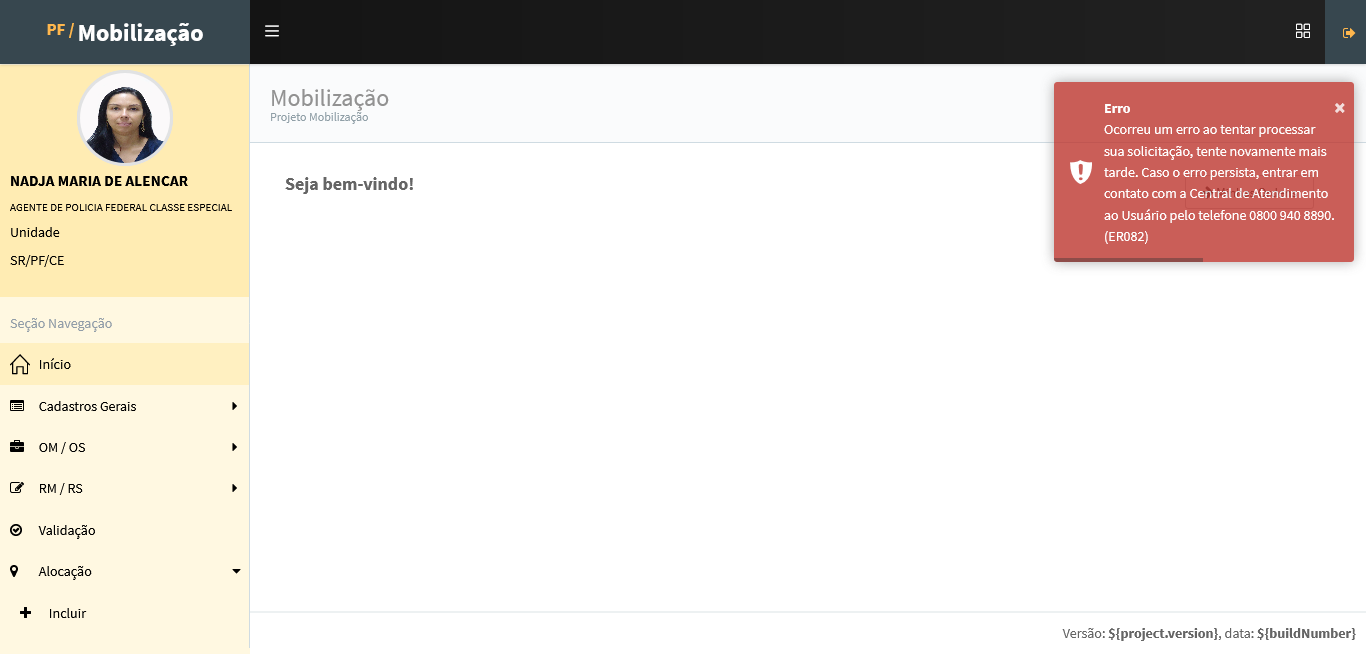 PF / Mobilização
NADJA MARIA DE ALENCAR
AGENTE DE POLICIA FEDERAL CLASSE ESPECIAL
Unidade
SR/PF/CE
Seção Navegação
Início
Cadastros Gerais
OM / OS
RM / RS
Validação
Alocação
Incluir
Mobilização
Projeto Mobilização
Seja bem-vindo!
Erro
Ocorreu um erro ao tentar processar
sua solicitação, tente novamente mais
tarde. Caso o erro persista, entrar em
contato com a Central de Atendimento
ao Usuário pelo telefone 0800 940 8890.
(ER082)
Versão: ${project.version}, data: ${buildNumber}